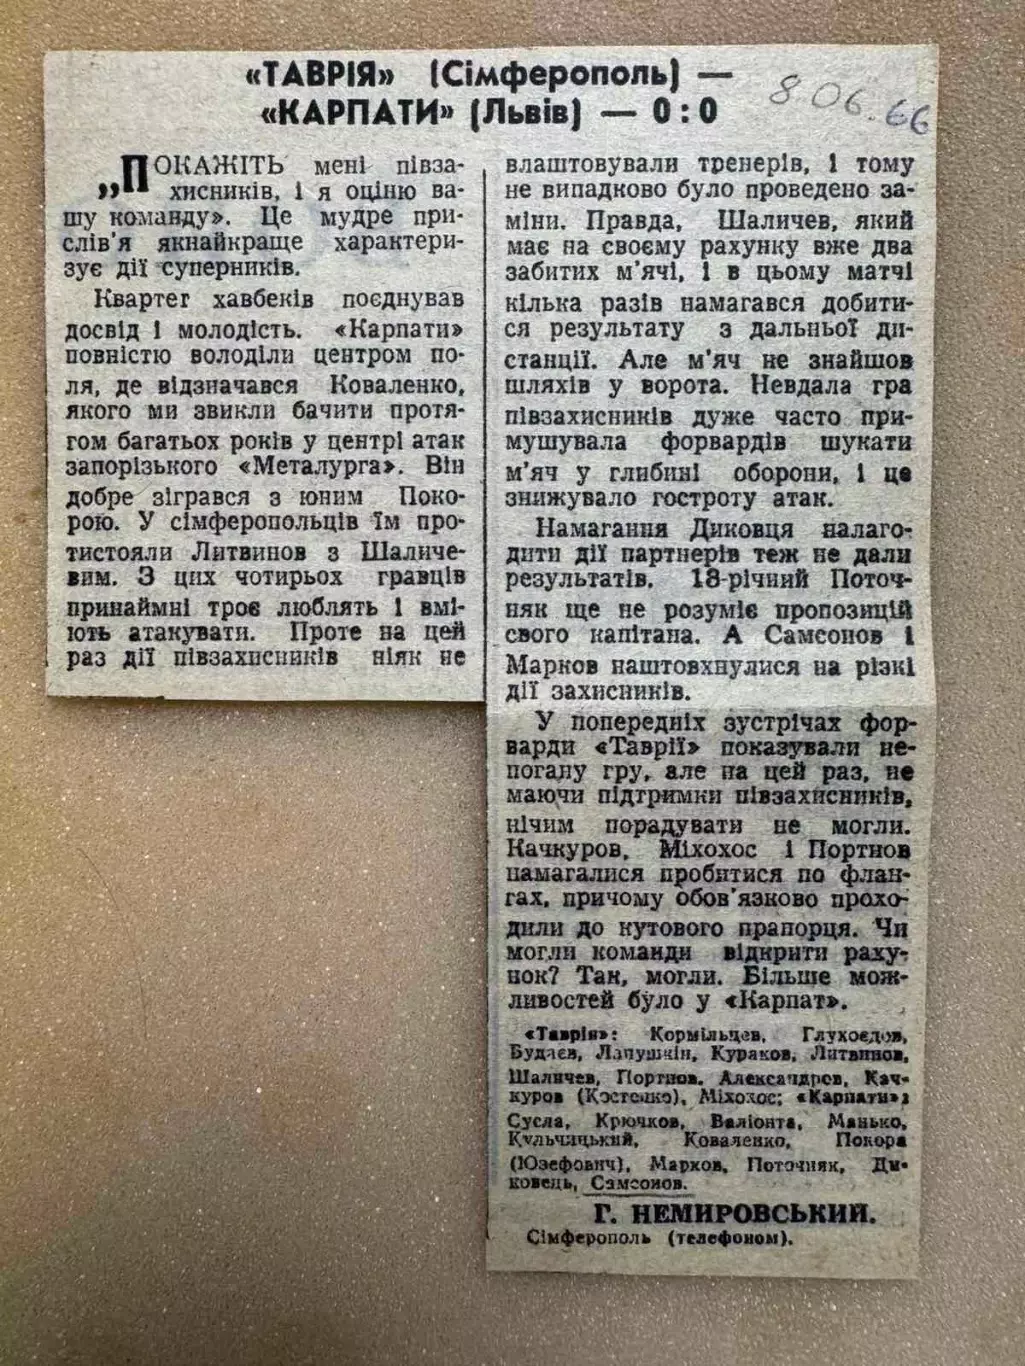 «ТАВРІЯ» (Сімферополь) —
«КАРПАТИ» (Львів) — 0:0
8.06.66
„ПОКАЖІТЬ мені півза-
хисників, і я оціню ва-
шу команду». Це мудре при-
слів'я якнайкраще характери-
зує дії суперників.
Квартет хавбеків поєднував
досвід і молодість. «Карпати»
повністю володіли центром по-
ля, де відзначався Коваленко,
якого ми звикли бачити протя-
гом багатьох років у центрі атак
запорізького «Металурга». Він
добре зігрався з юним Поко-
рою. У сімферопольців їм про-
тистояли Литвинов з Шаличе-
вим. З цих чотирьох гравців
принаймні троє люблять і вмі-
ють атакувати. Проте на цей
раз дії півзахисників ніяк не
влаштовували тренерів, і тому
не випадково було проведено за-
міни. Правда, Шаличев, який
має на своєму рахунку вже два
забитих м'ячі, і в цьому матчі
кілька разів намагався добити-
ся результату з дальньої ди-
станції. Але м'яч не знайшов
шляхів у ворота. Невдала гра
півзахисників дуже часто при-
мушувала форвардів шукати
м'яч у глибині оборони, і це
знижувало гостроту атак.
Намагання Диковця налаго-
дити дії партнерів теж не дали
результатів. 18-річний Поточ-
няк ще не розуміє пропозицій
свого капітана. А Самсонов і
Марков наштовхнулися на різкі
дії захисників.
У попередніх зустрічах фор-
варди «Таврії» показували не-
погану гру, але на цей раз, не
маючи підтримки півзахисників,
нічим порадувати не могли.
Качкуров, Міхохос і Портнов
намагалися пробитися по флан-
гах, причому обов'язково прохо-
дили до кутового прапорця. Чи
могли команди відкрити раху-
нок? Так, могли. Більше мож-
ливостей було у «Карпат».
«Таврія»: Кормільцев, Глухоєдов,
Будаєв, Лапушкін, Кураков, Литвинов,
Шаличев, Портнов, Александров, Кач-
куров (Костенко), Міхохос; «Карпати»:
Сусла, Крючков, Валіонта, Манько,
Кульчицький, Коваленко, Покора
(Юзефович), Марков, Поточняк, Ди-
ковець, Самсонов.
Г. НЕМИРОВСЬКИЙ.
Сімферополь (телефоном).